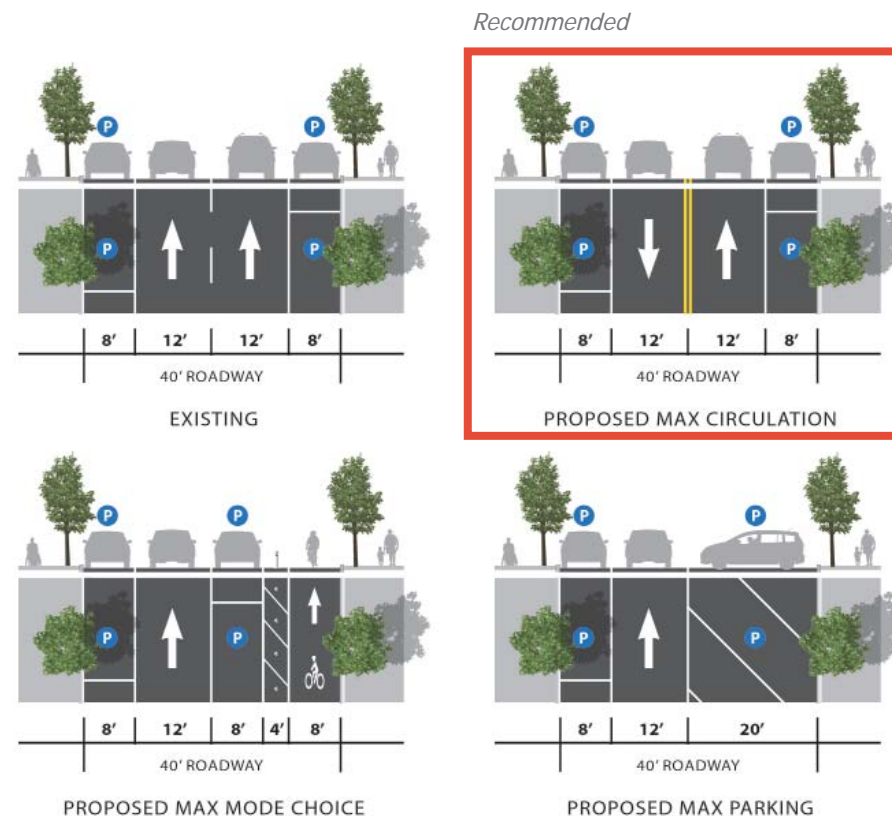 Recommended
P P
P P
8' 12' 12' 8'
40' ROADWAY
EXISTING
P P
P P
8' 12' 12' 8'
40' ROADWAY
PROPOSED MAX CIRCULATION
P P
P P
8' 12' 8' 4' 8'
40' ROADWAY
PROPOSED MAX MODE CHOICE
P P
P P
8' 12' 20'
40' ROADWAY
PROPOSED MAX PARKING